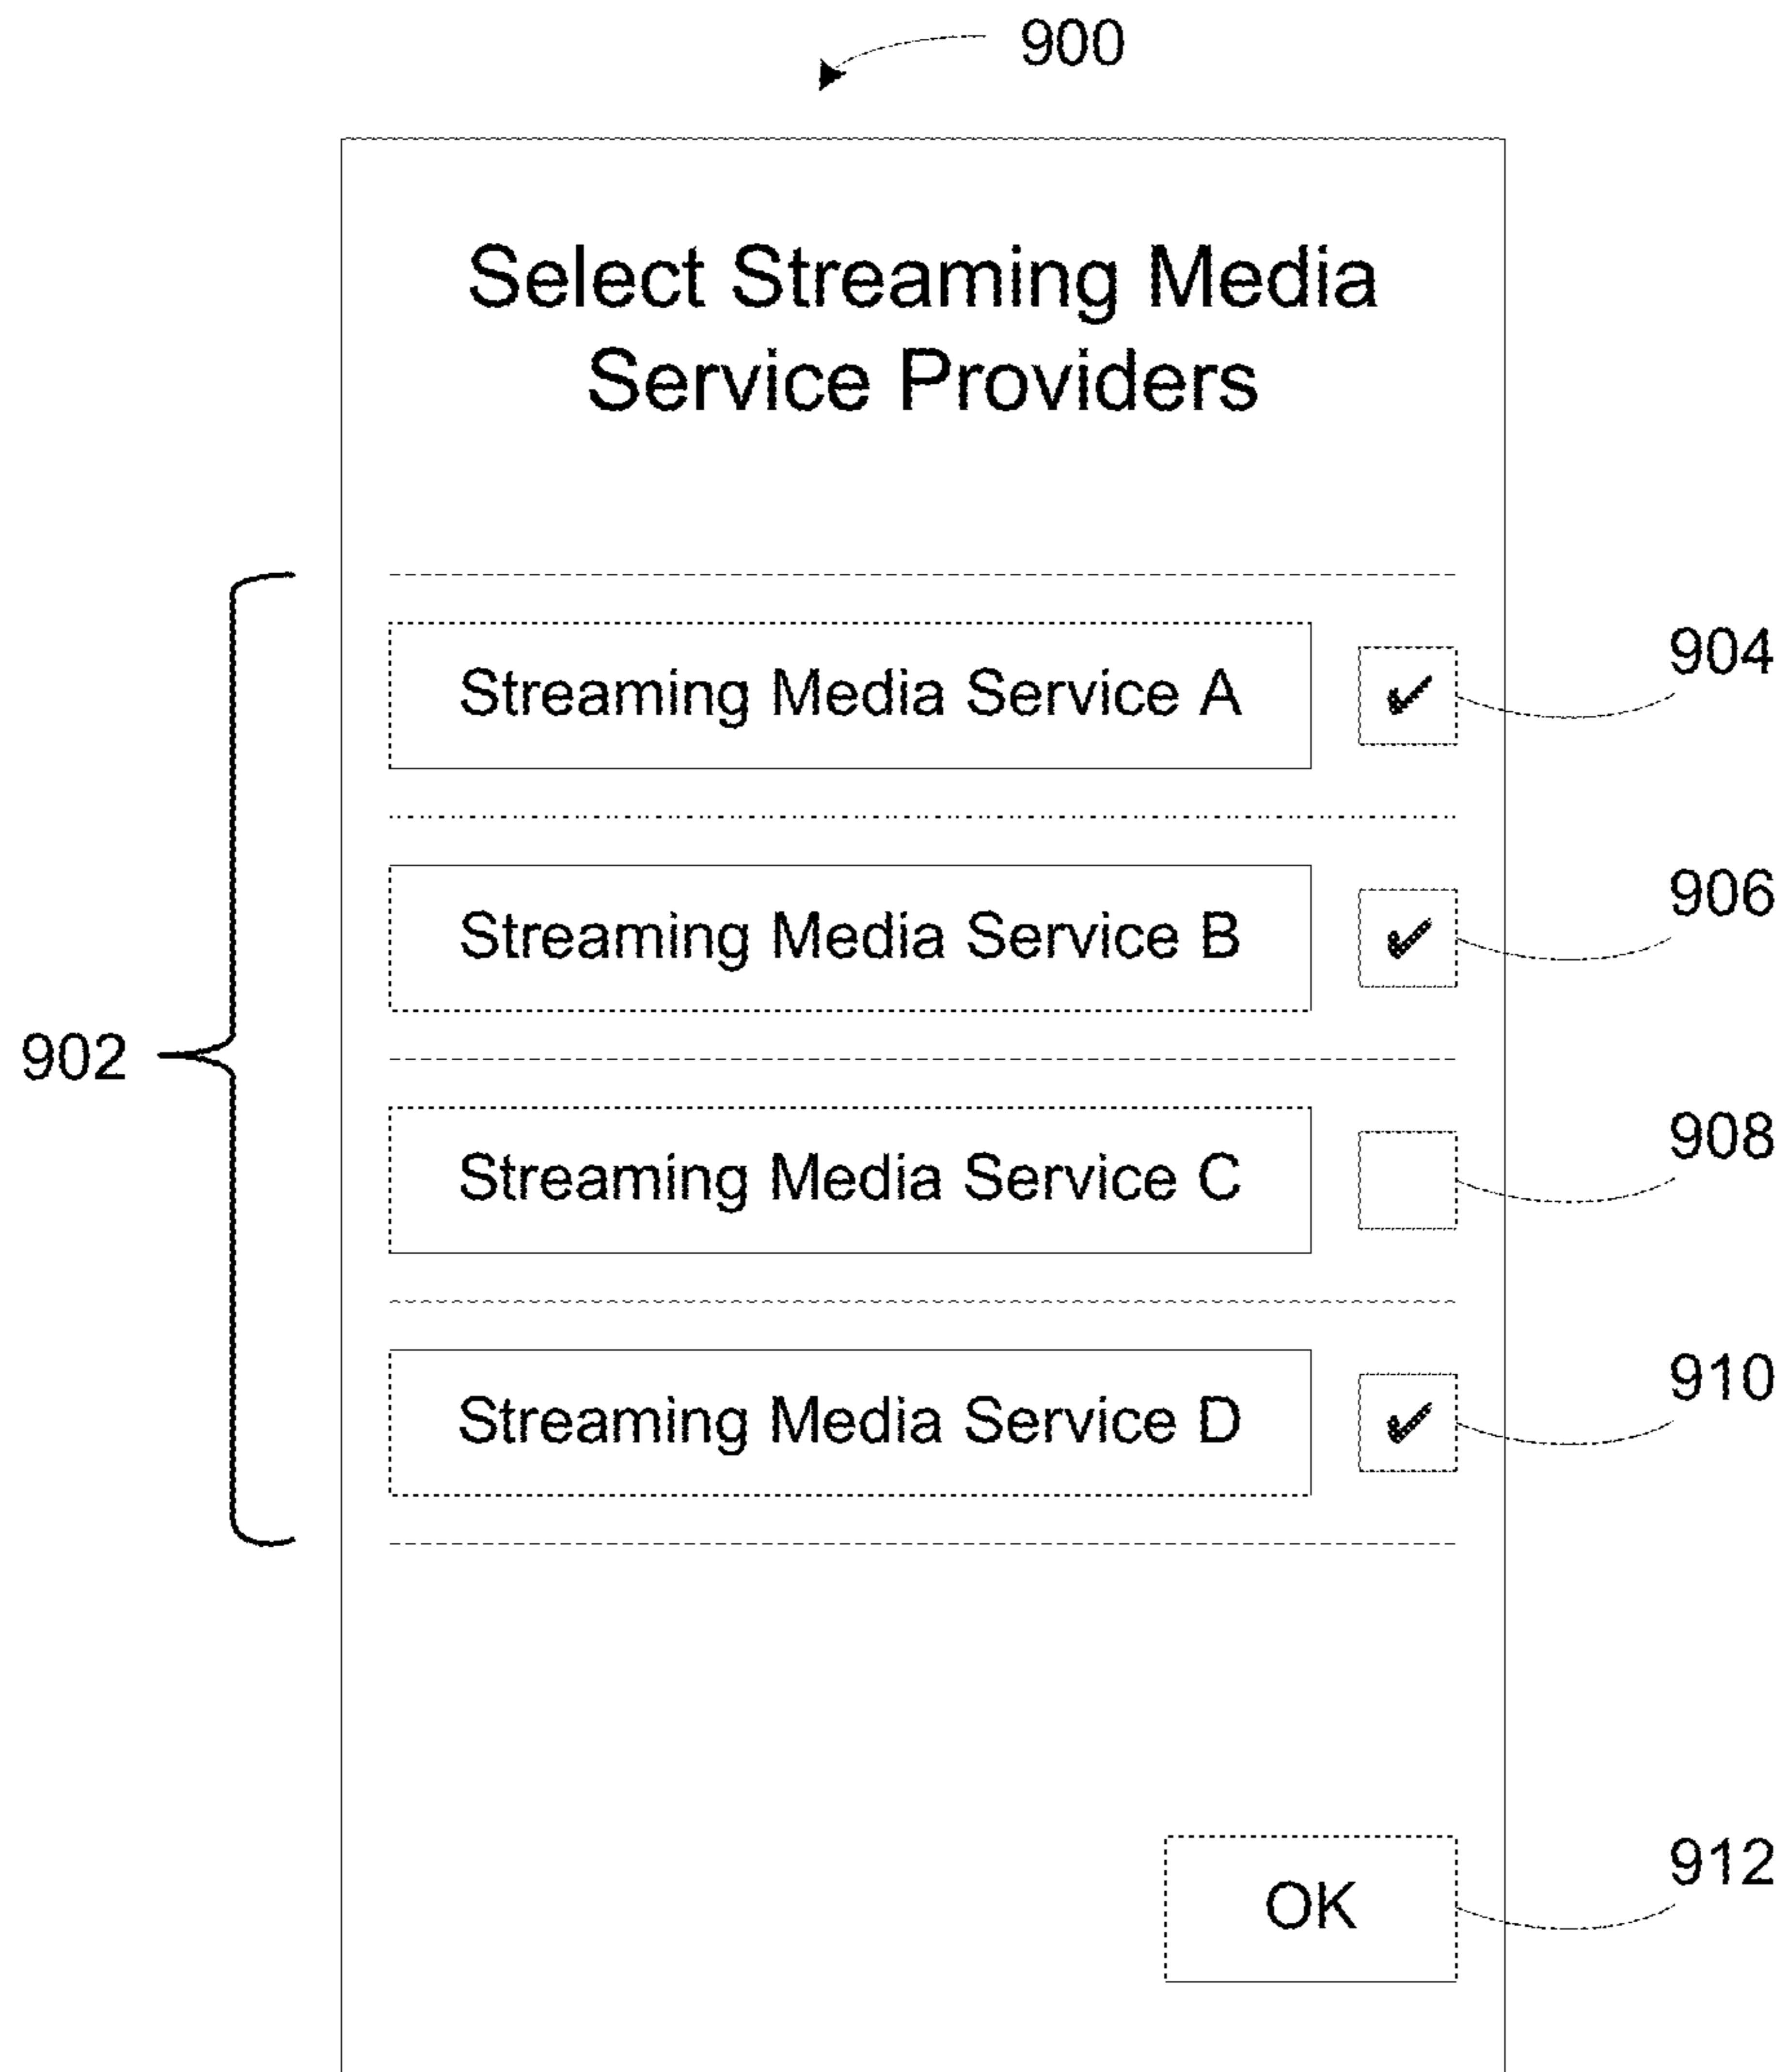 900
Select Streaming Media
Service Providers
Streaming Media Service A
904
Streaming Media Service B
906
902
Streaming Media Service C
908
Streaming Media Service D
910
OK
912